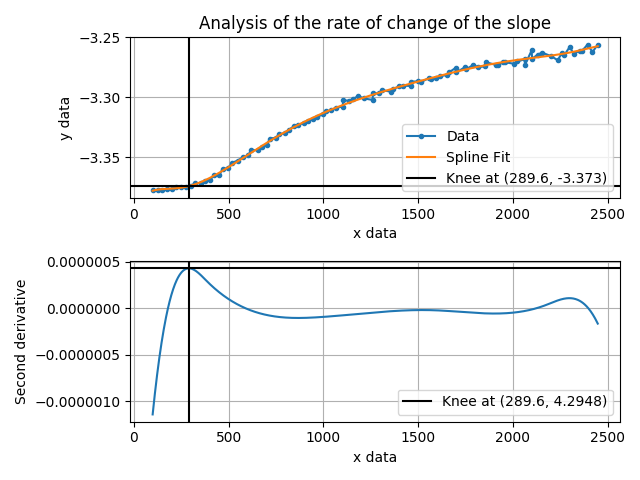 Analysis of the rate of change of the slope
−3.25
−3.30
−3.35
y data
Data
Spline Fit
Knee at (289.6, -3.373)
0
500
1000
1500
2000
2500
x data
0.0000005
0.0000000
−0.0000005
−0.0000010
Second derivative
Knee at (289.6, 4.2948)
0
500
1000
1500
2000
2500
x data